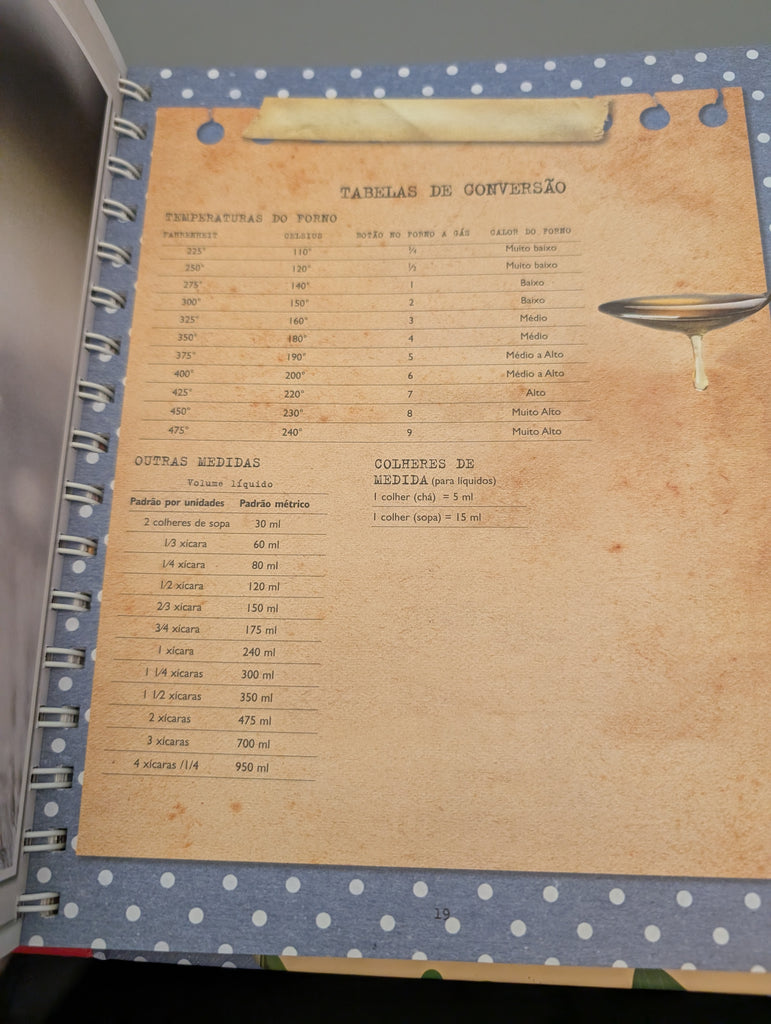 TABELAS DE CONVERSÃO
TEMPERATURAS DO FORNO
FAHRENHEIT CELSIUS BOTÃO NO FORNO A GÁS CALOR DO FORNO
225° 110° ¼ Muito baixo
250° 120° ½ Muito baixo
275° 140° 1 Baixo
300° 150° 2 Baixo
325° 160° 3 Médio
350° 180° 4 Médio
375° 190° 5 Médio a Alto
400° 200° 6 Médio a Alto
425° 220° 7 Alto
450° 230° 8 Muito Alto
475° 240° 9 Muito Alto
OUTRAS MEDIDAS
Volume líquido
Padrão por unidades Padrão métrico
2 colheres de sopa 30 ml
1/3 xícara 60 ml
1/4 xícara 80 ml
1/2 xícara 120 ml
2/3 xícara 150 ml
3/4 xícara 175 ml
1 xícara 240 ml
1 1/4 xícaras 300 ml
1 1/2 xícaras 350 ml
2 xícaras 475 ml
3 xícaras 700 ml
4 xícaras /1/4 950 ml
COLHERES DE
MEDIDA (para líquidos)
1 colher (chá) = 5 ml
1 colher (sopa) = 15 ml
19